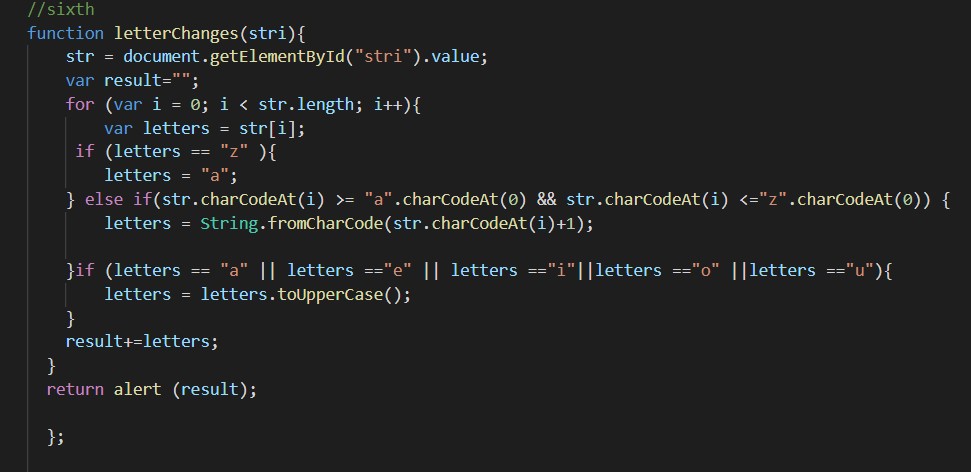 //sixth
function letterChanges(stri){
str = document.getElementById("stri").value;
var result="";
for (var i = 0; i < str.length; i++){
var letters = str[i];
if (letters == "z" ){
letters = "a";
} else if(str.charCodeAt(i) >= "a".charCodeAt(0) && str.charCodeAt(i) <="z".charCodeAt(0)) {
letters = String.fromCharCode(str.charCodeAt(i)+1);
}if (letters == "a" || letters =="e" || letters =="i"||letters =="o" ||letters =="u"){
letters = letters.toUpperCase();
}
result+=letters;
}
return alert (result);
};